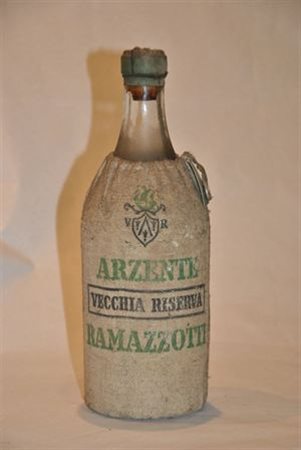 V R
ARZENTE
VECCHIA RISERVA
RAMAZZOTTI